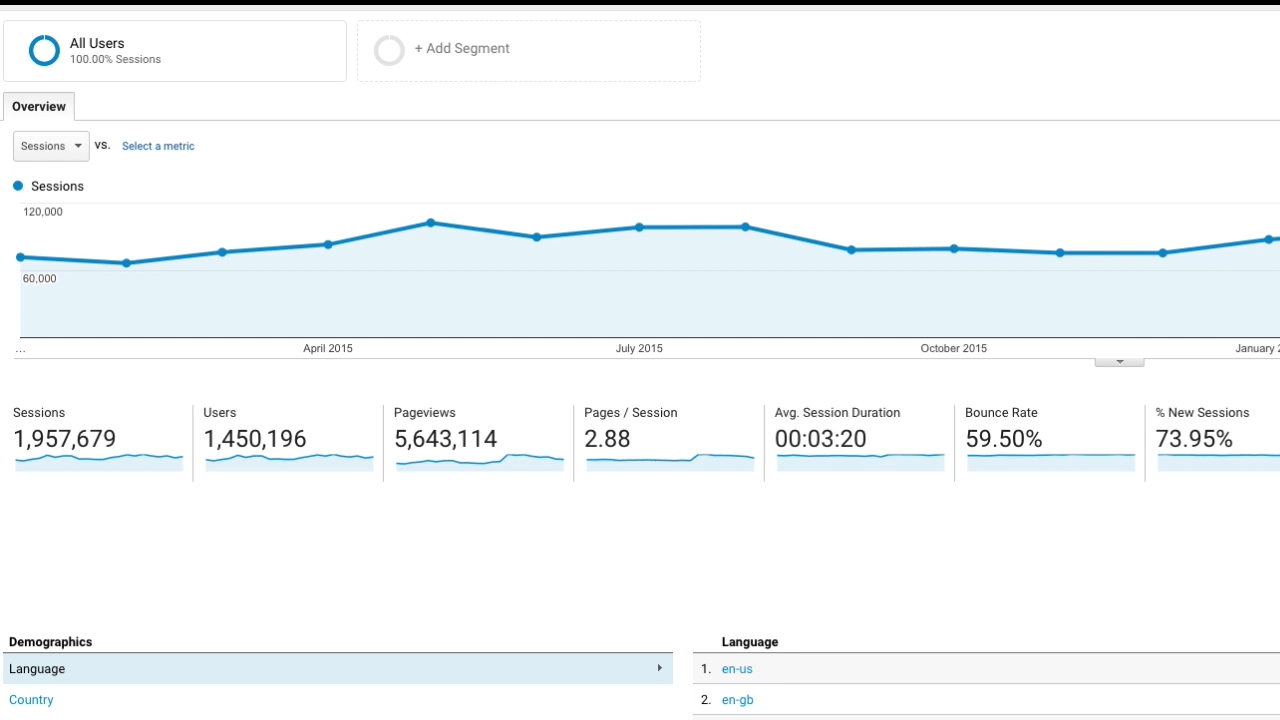 All Users
100.00% Sessions
+ Add Segment
Overview
Sessions vs. Select a metric
Sessions
120,000
60,000
... April 2015 July 2015 October 2015 January 2
Sessions Users Pageviews Pages / Session Avg. Session Duration Bounce Rate % New Sessions
1,957,679 1,450,196 5,643,114 2.88 00:03:20 59.50% 73.95%
Demographics Language
Language 1. en-us
Country 2. en-gb